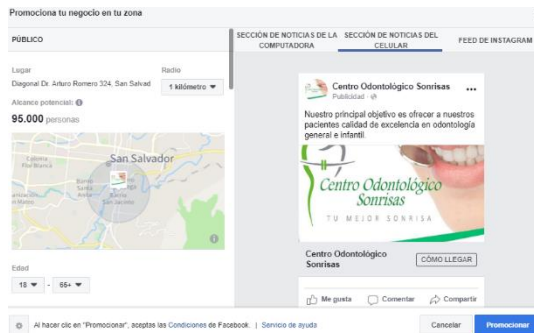 Promociona tu negocio en tu zona
PÚBLICO
Lugar
Radio
Diagonal Dr. Arturo Romero 324, San Salvad
1 kilómetro
Alcance potencial:
95.000 personas
San Salvador
Edad
18 - 65+
SECCIÓN DE NOTICIAS DE LA COMPUTADORA
SECCIÓN DE NOTICIAS DEL CELULAR
FEED DE INSTAGRAM
Centro Odontológico Sonrisas
Publicidad
Nuestro principal objetivo es ofrecer a nuestros
pacientes calidad de excelencia en odontología
general e infantil.
Centro Odontológico
Sonrisas
TU MEJOR SONRISA
Centro Odontológico
Sonrisas
CÓMO LLEGAR
Me gusta Comentar Compartir
Al hacer clic en "Promocionar", aceptas las Condiciones de Facebook. | Servicio de ayuda
Cancelar
Promocionar